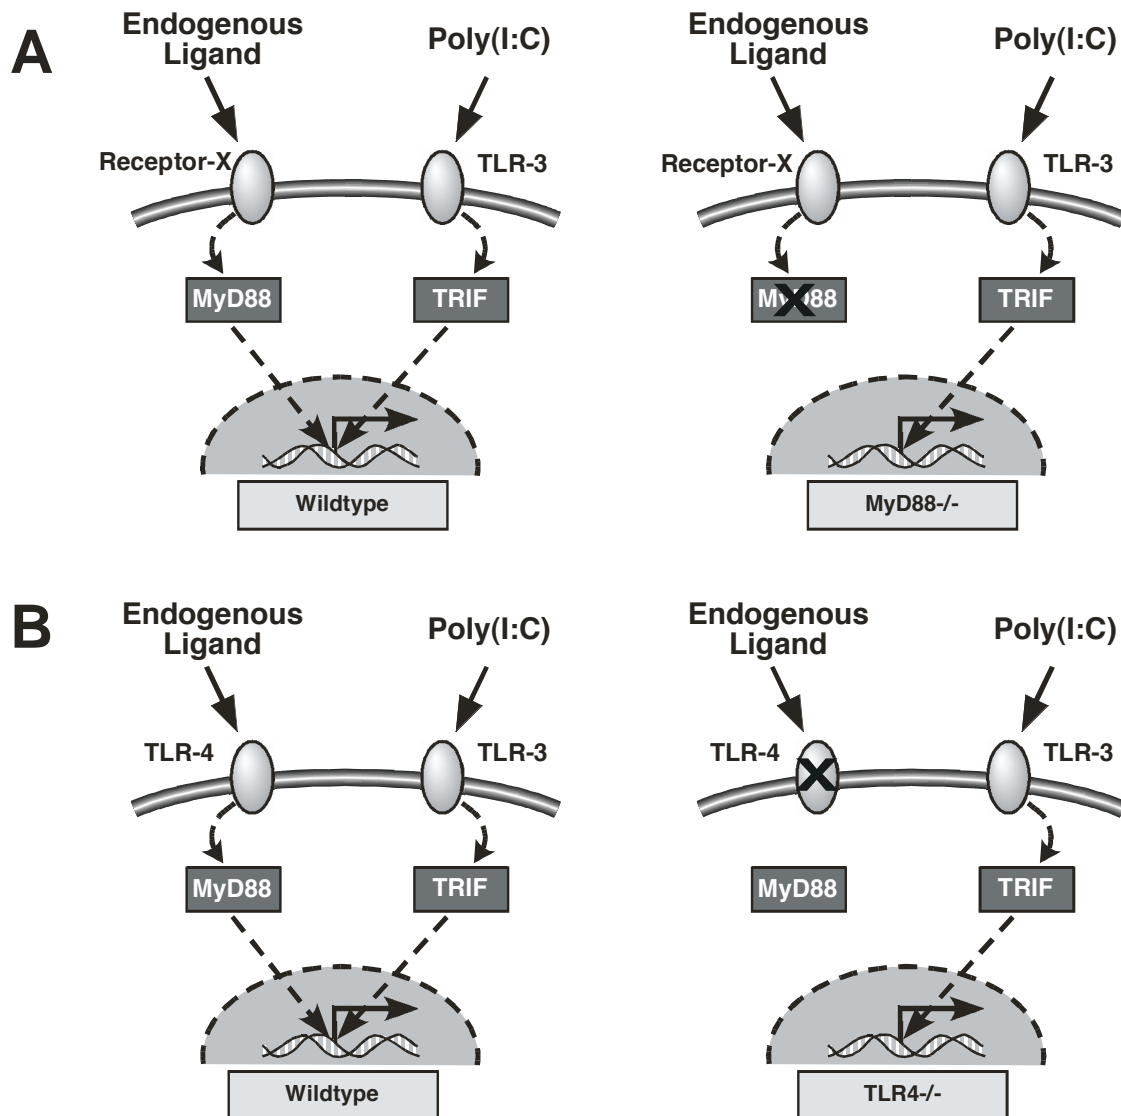 A
Endogenous
Ligand
Poly(I:C)
Receptor-X
TLR-3
MyD88
TRIF
Wildtype
Endogenous
Ligand
Poly(I:C)
Receptor-X
TLR-3
MyD88
TRIF
MyD88-/-
B
Endogenous
Ligand
Poly(I:C)
TLR-4
TLR-3
MyD88
TRIF
Wildtype
Endogenous
Ligand
Poly(I:C)
TLR-4
TLR-3
MyD88
TRIF
TLR4-/-